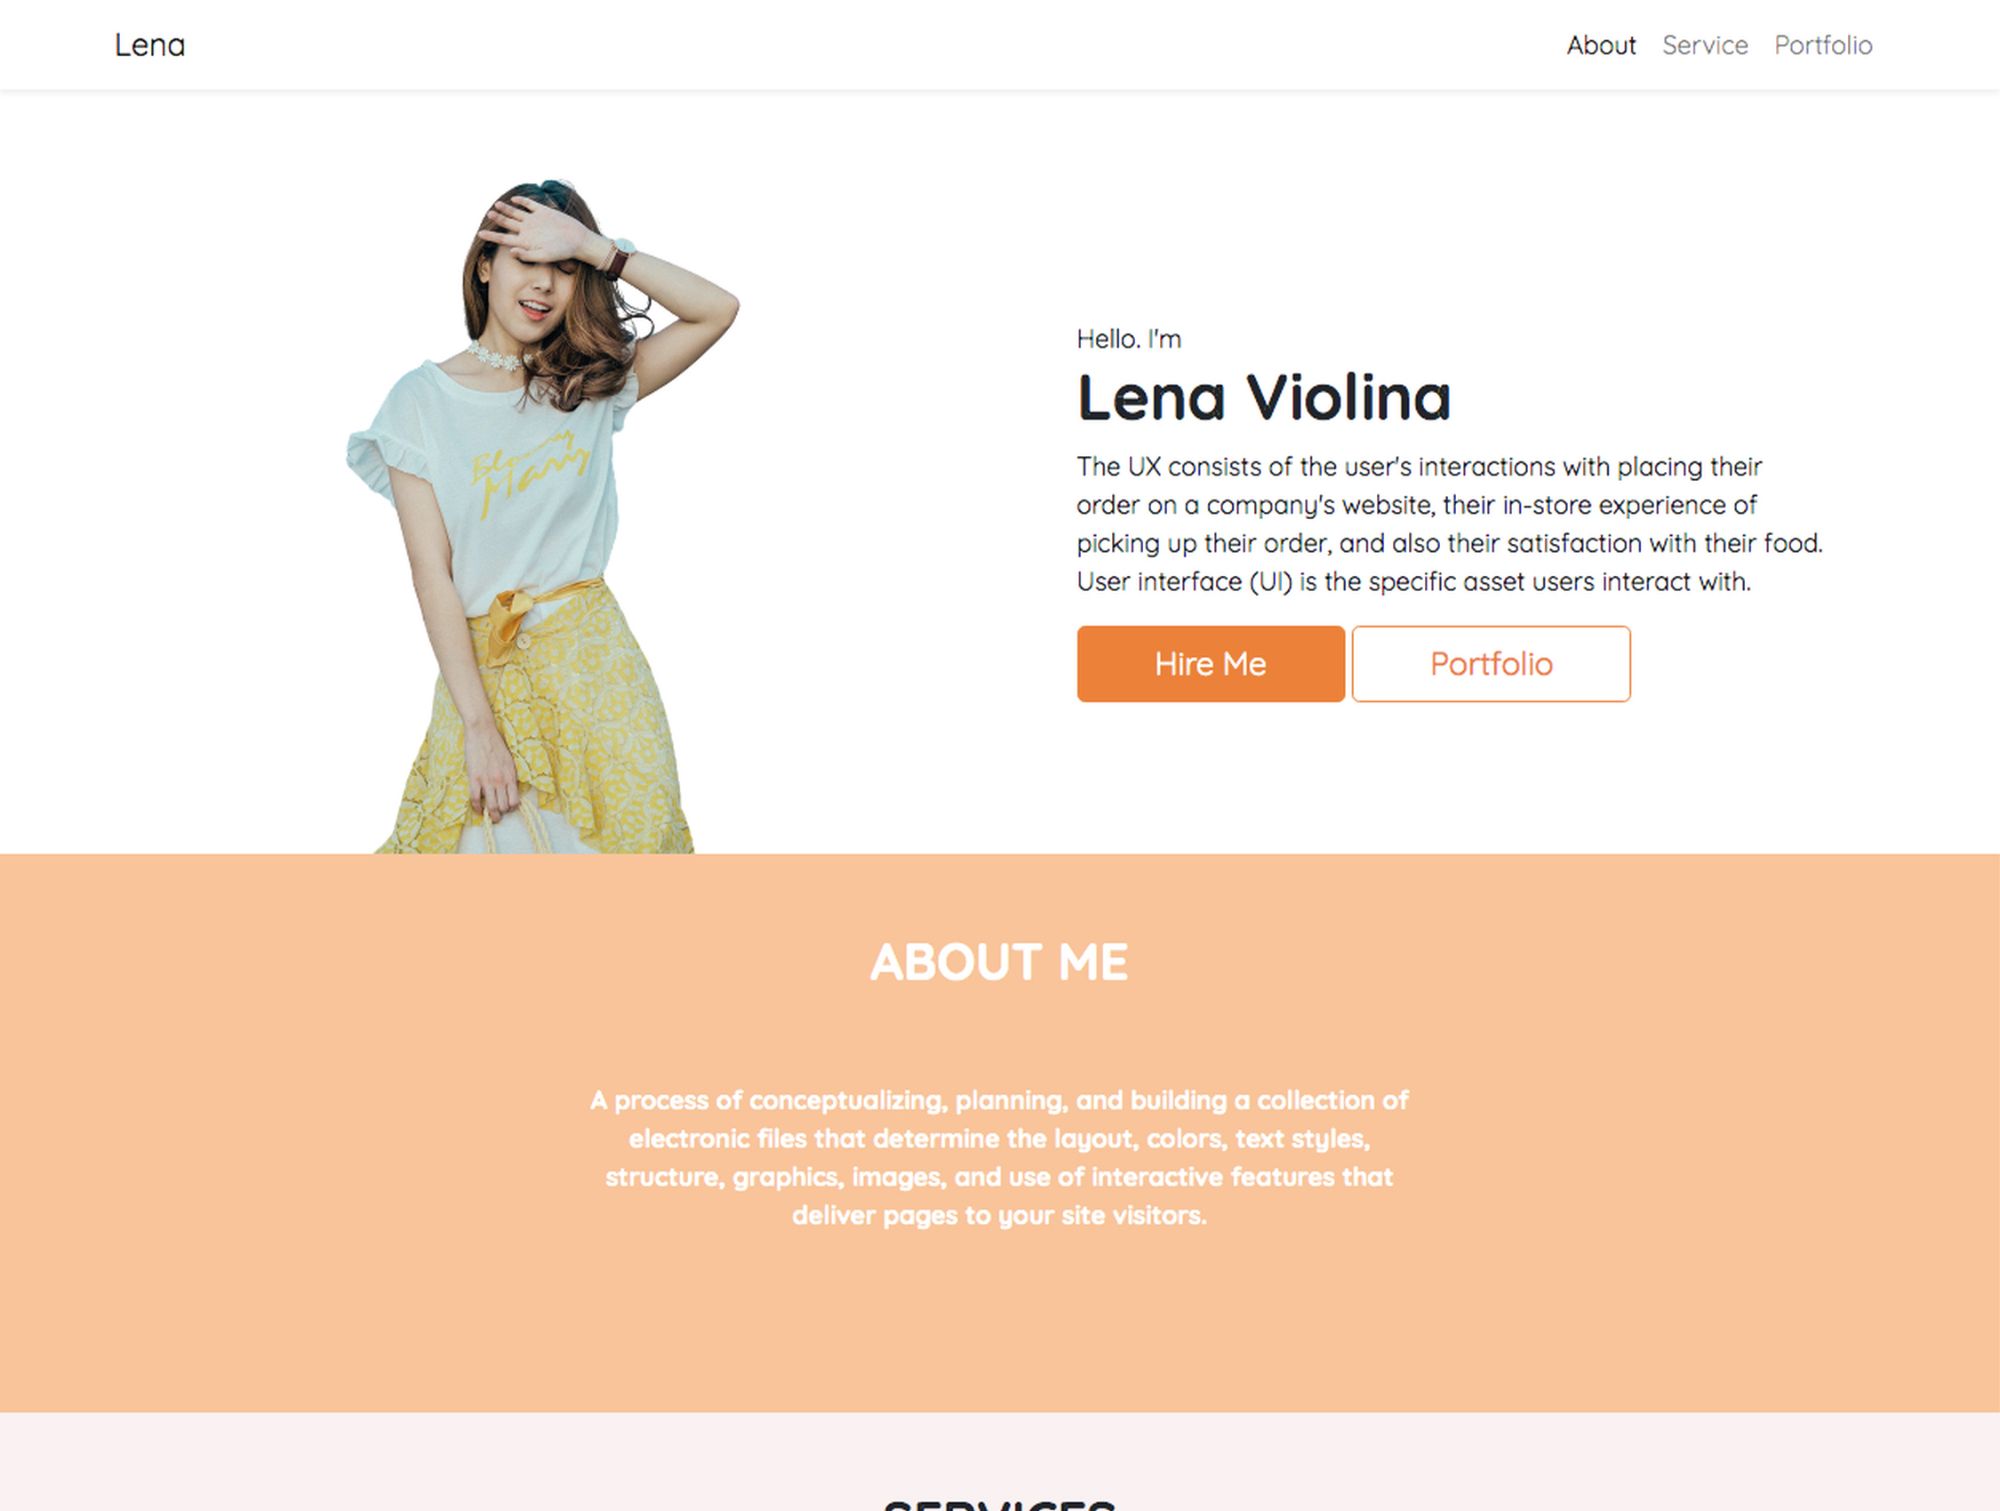 Lena
About Service Portfolio
Hello. I'm
Lena Violina
The UX consists of the user's interactions with placing their
order on a company's website, their in-store experience of
picking up their order, and also their satisfaction with their food.
User interface (UI) is the specific asset users interact with.
Hire Me Portfolio
ABOUT ME
A process of conceptualizing, planning, and building a collection of
electronic files that determine the layout, colors, text styles,
structure, graphics, images, and use of interactive features that
deliver pages to your site visitors.
SERVICES